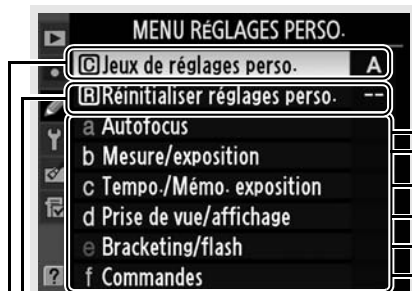 MENU RÉGLAGES PERSO.
C Jeux de réglages perso. A
R Réinitialiser réglages perso. --
a Autofocus
b Mesure/exposition
c Tempo./Mémo. exposition
d Prise de vue/affichage
e Bracketing/flash
f Commandes
?